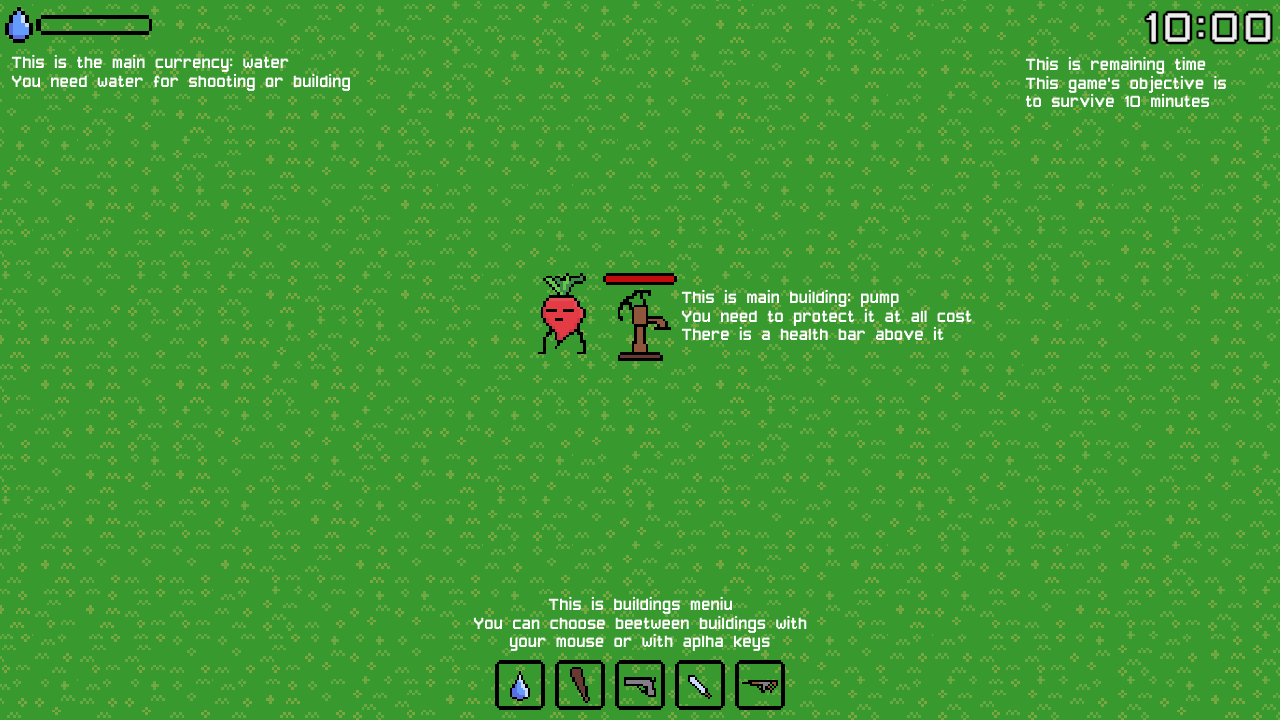 10:00
This is the main currency: water
You need water for shooting or building
This is remaining time
This game's objective is
to survive 10 minutes
This is main building: pump
You need to protect it at all cost
There is a health bar above it
This is buildings meniu
You can choose beetween buildings with
your mouse or with aplha keys